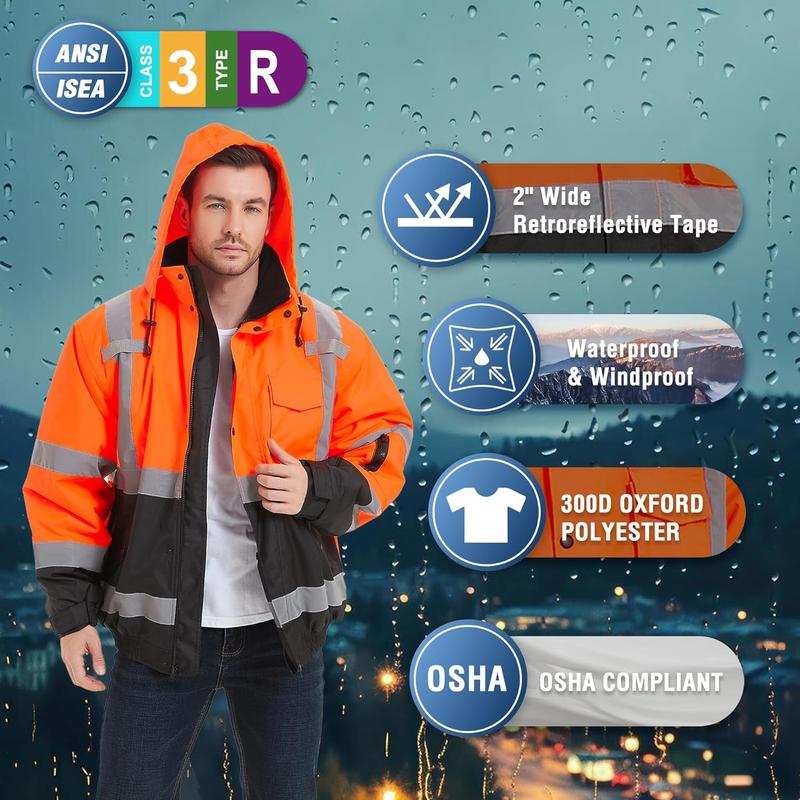 ANSI
ISEA
CLASS
3
TYPE
R
2" Wide
Retroreflective Tape
Waterproof
& Windproof
300D OXFORD
POLYESTER
OSHA
OSHA COMPLIANT